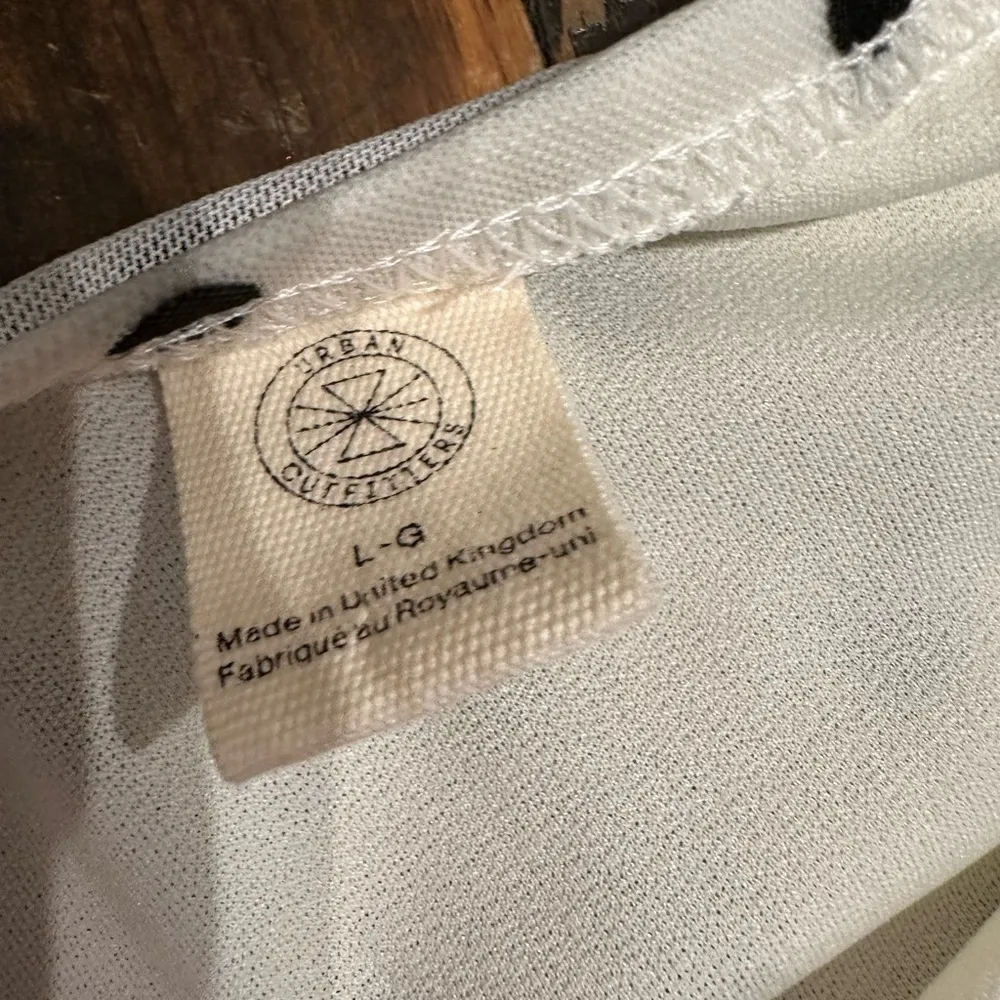 URBAN
OUTFITTERS
L-G
Made in United Kingdom
Fabriqué au Royaume-uni